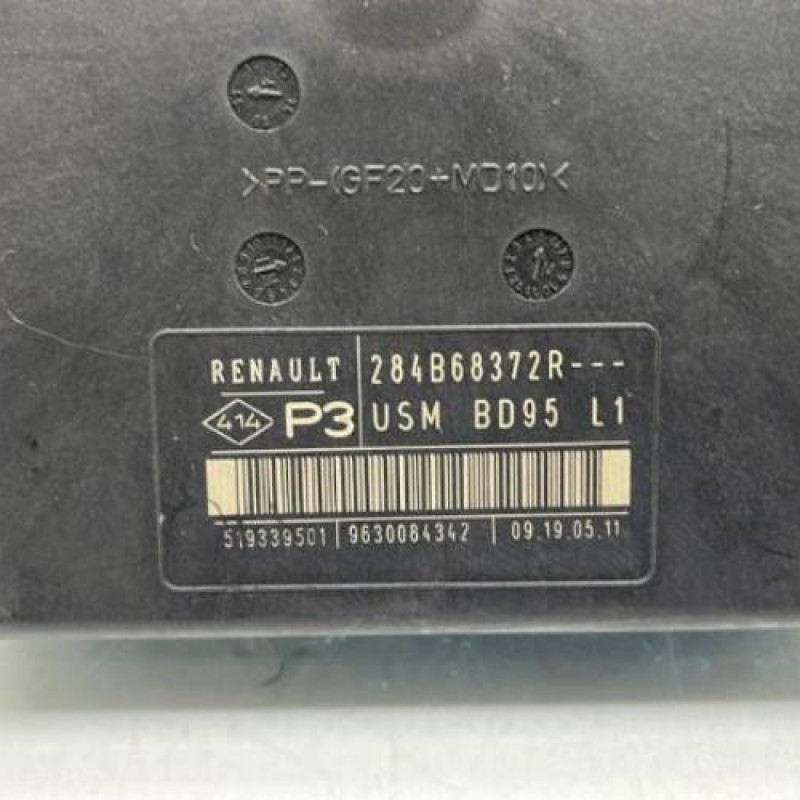 >PP-(GF20+MD10)<
RENAULT 284B68372R---
414 P3 USM BD95 L1
519339501 9630084342 09.19.05.11